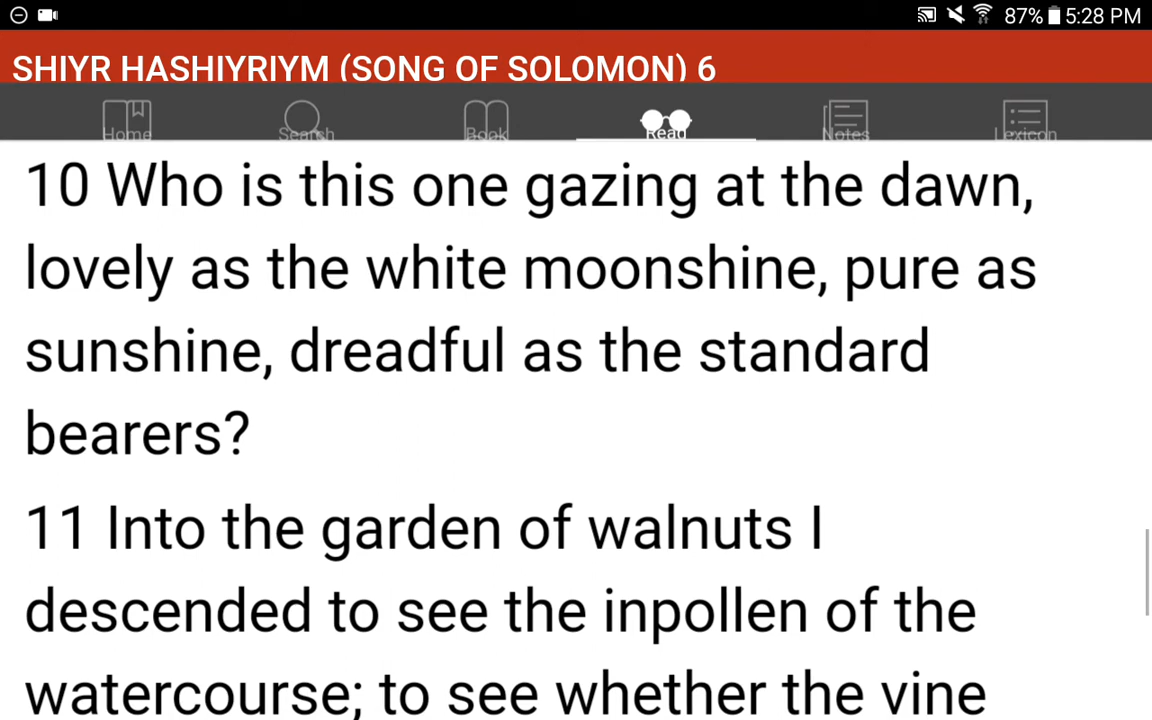 87% 5:28 PM
SHIYR HASHIYRIYM (SONG OF SOLOMON) 6
Home Search Book Read Notes Lexicon
10 Who is this one gazing at the dawn,
lovely as the white moonshine, pure as
sunshine, dreadful as the standard
bearers?
11 Into the garden of walnuts I
descended to see the inpollen of the
watercourse; to see whether the vine